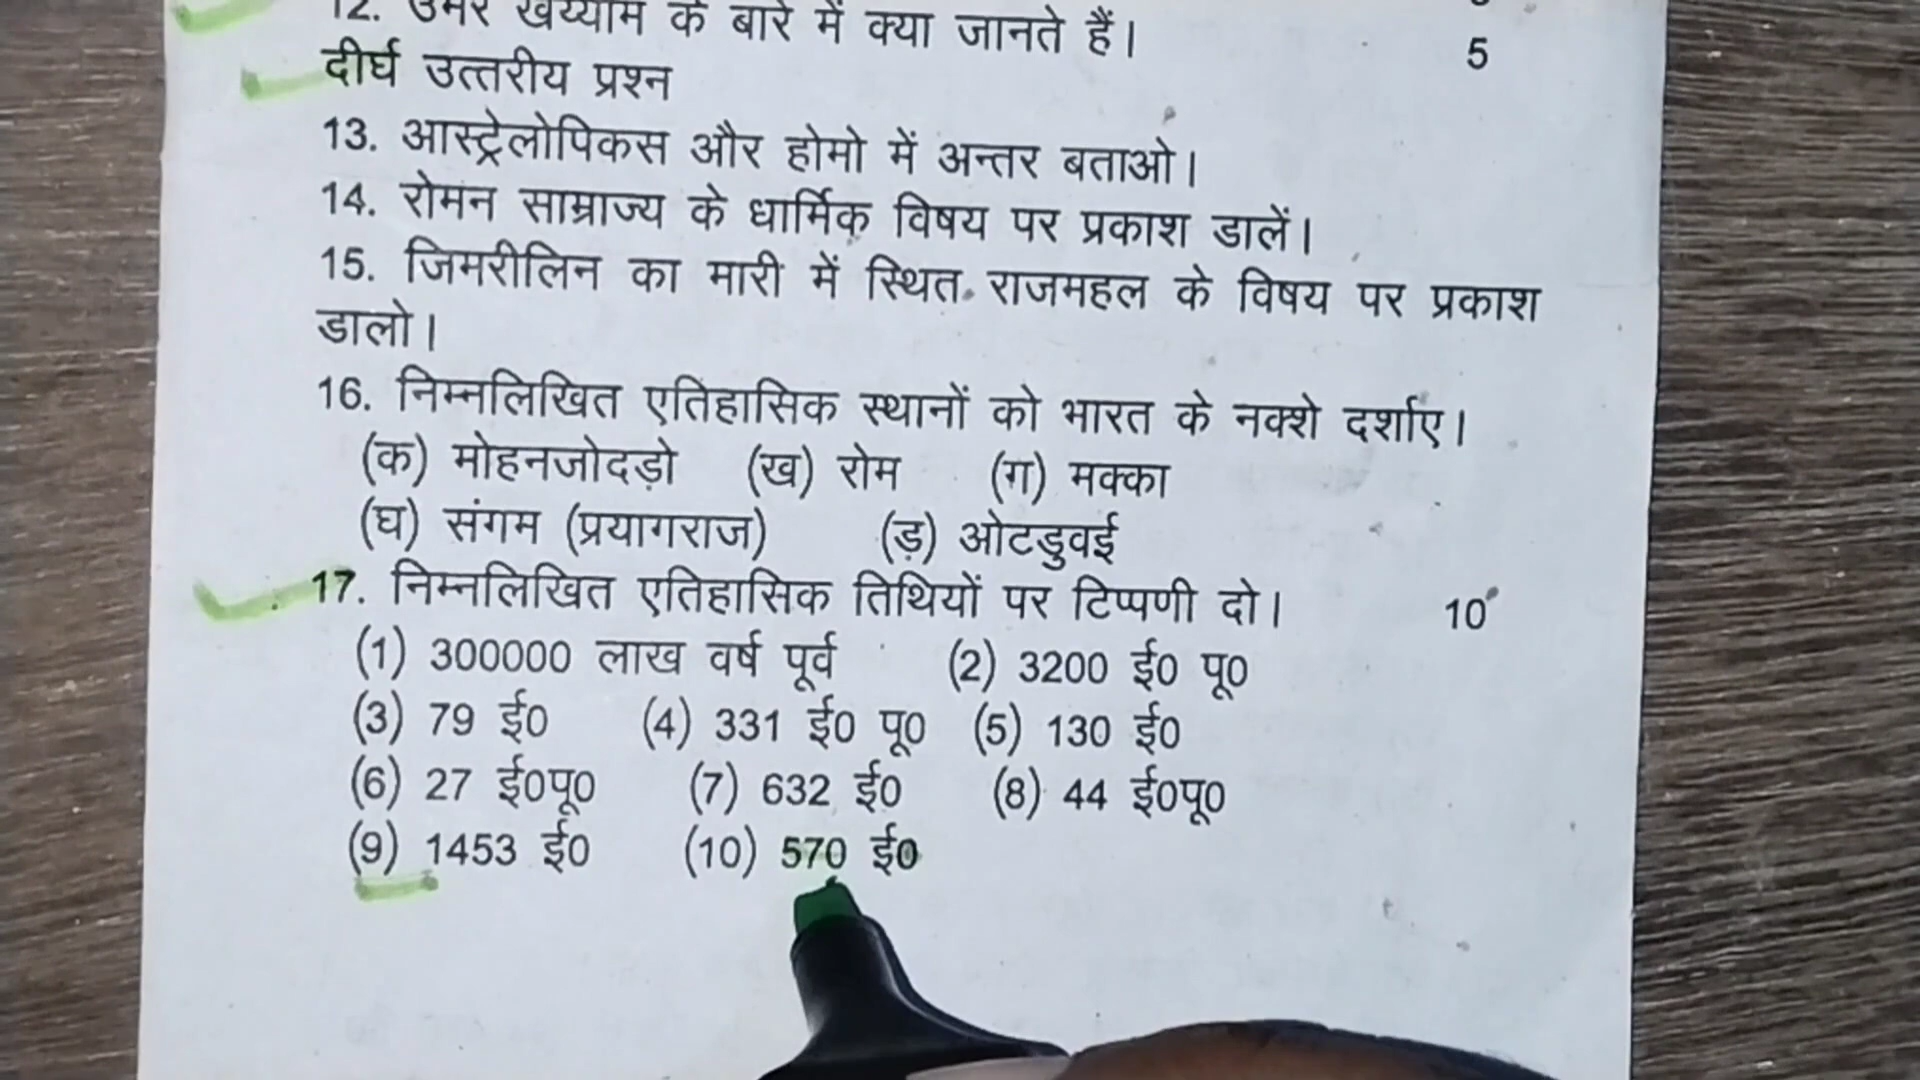 12. उमर खय्याम के बारे में क्या जानते हैं।
5
दीर्घ उत्तरीय प्रश्न
13. आस्ट्रेलोपिकस और होमो में अन्तर बताओ।
14. रोमन साम्राज्य के धार्मिक विषय पर प्रकाश डालें।
15. जिमरीलिन का मारी में स्थित राजमहल के विषय पर प्रकाश
डालो।
16. निम्नलिखित एतिहासिक स्थानों को भारत के नक्शे दर्शाए।
(क) मोहनजोदड़ो (ख) रोम (ग) मक्का
(घ) संगम (प्रयागराज) (ड़) ओटडुवई
17. निम्नलिखित एतिहासिक तिथियों पर टिप्पणी दो। 10
(1) 300000 लाख वर्ष पूर्व (2) 3200 ई0 पू0
(3) 79 ई0 (4) 331 ई0 पू0 (5) 130 ई0
(6) 27 ई0पू0 (7) 632 ई0 (8) 44 ई0पू0
(9) 1453 ई0 (10) 570 ई0